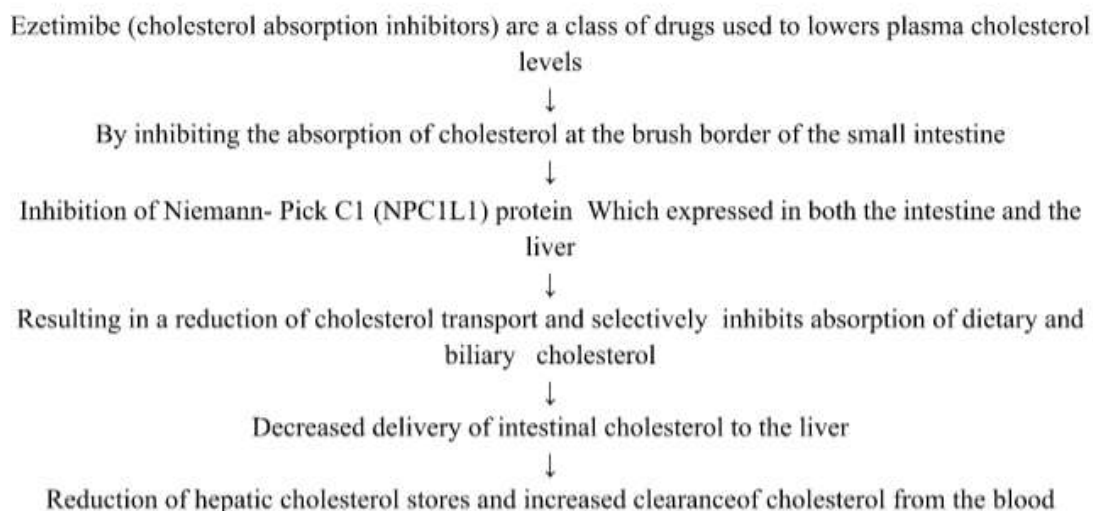 Ezetimibe (cholesterol absorption inhibitors) are a class of drugs used to lowers plasma cholesterol
levels
↓
By inhibiting the absorption of cholesterol at the brush border of the small intestine
↓
Inhibition of Niemann- Pick C1 (NPC1L1) protein Which expressed in both the intestine and the
liver
↓
Resulting in a reduction of cholesterol transport and selectively inhibits absorption of dietary and
biliary cholesterol
↓
Decreased delivery of intestinal cholesterol to the liver
↓
Reduction of hepatic cholesterol stores and increased clearanceof cholesterol from the blood